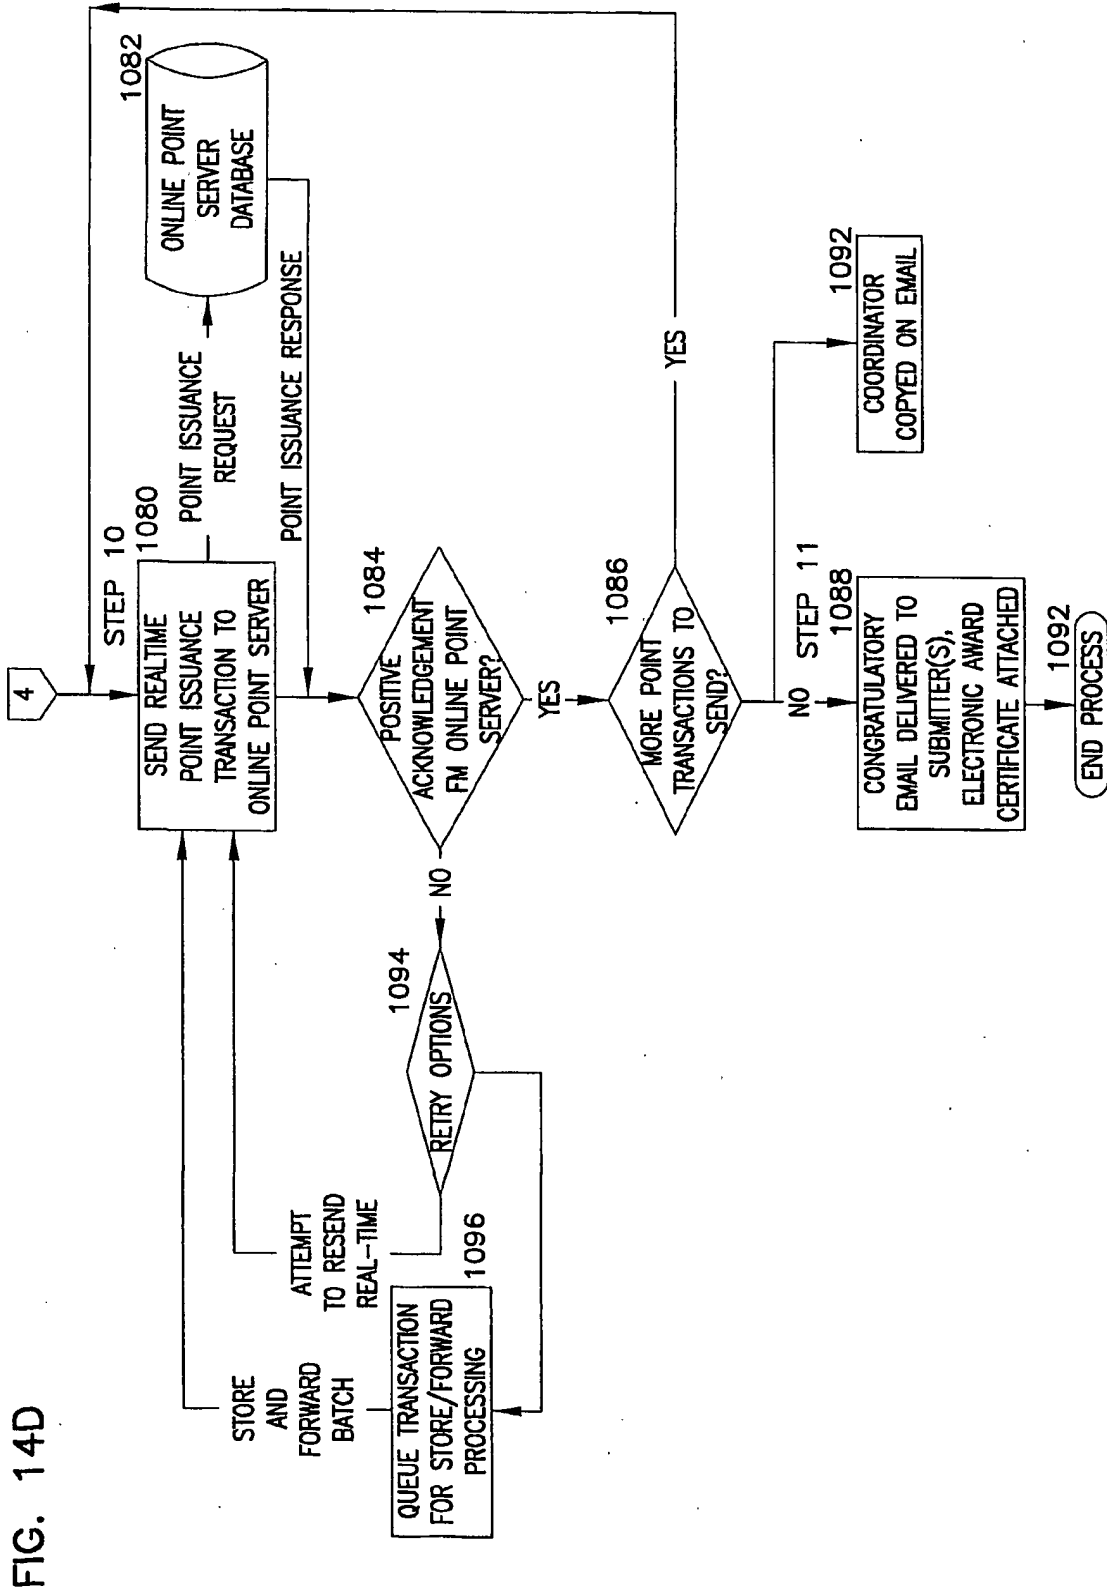 FIG. 14D
4
STEP 10
1080
SEND REALTIME
POINT ISSUANCE
TRANSACTION TO
ONLINE POINT SERVER
POINT ISSUANCE
REQUEST
1082
ONLINE POINT
SERVER
DATABASE
POINT ISSUANCE RESPONSE
1084
POSITIVE
ACKNOWLEDGEMENT
FM ONLINE POINT
SERVER?
NO
YES
1094
RETRY OPTIONS
ATTEMPT
TO RESEND
REAL-TIME
STORE
AND
FORWARD
BATCH
1096
QUEUE TRANSACTION
FOR STORE/FORWARD
PROCESSING
1086
MORE POINT
TRANSACTIONS TO
SEND?
YES
NO
STEP 11
1088
CONGRATULATORY
EMAIL DELIVERED TO
SUBMITTER(S),
ELECTRONIC AWARD
CERTIFICATE ATTACHED
1092
COORDINATOR
COPYED ON EMAIL
1092
END PROCESS